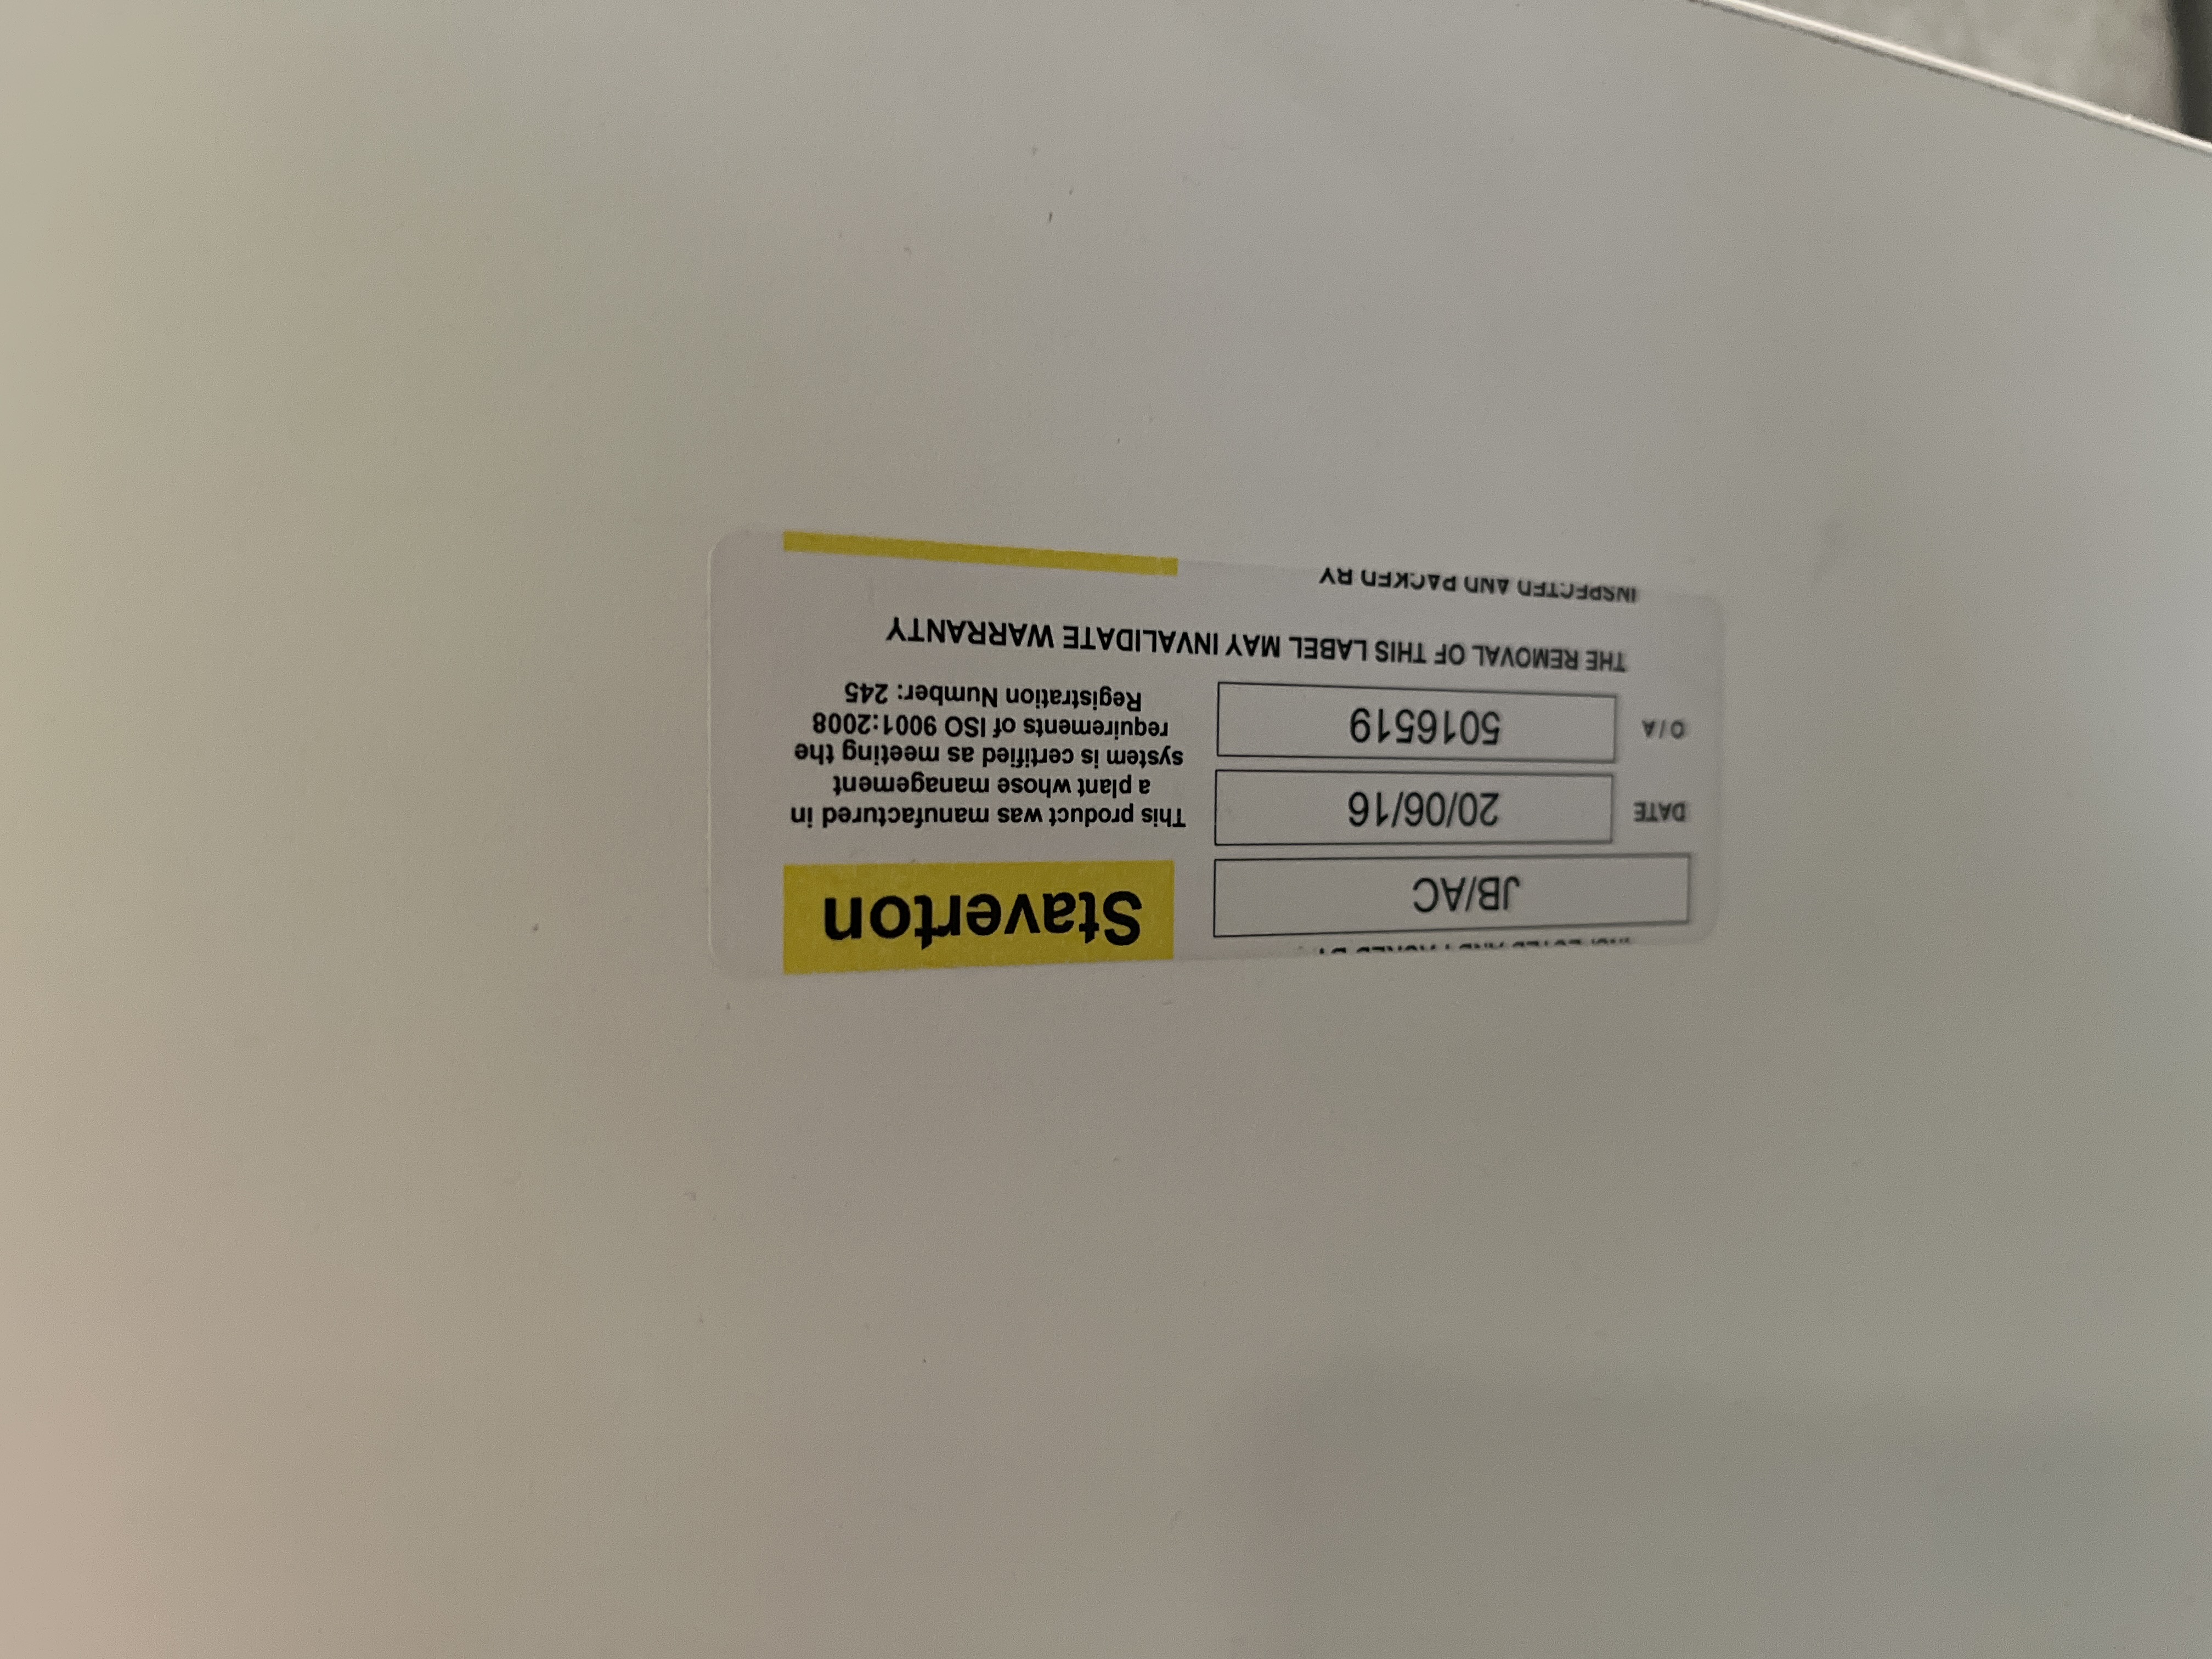 Staverton
This product was manufactured in
a plant whose management
system is certified as meeting the
requirements of ISO 9001:2008
Registration Number: 245
JB/AC
DATE 20/06/16
O/A 5016519
THE REMOVAL OF THIS LABEL MAY INVALIDATE WARRANTY
INSPECTED AND PACKED BY